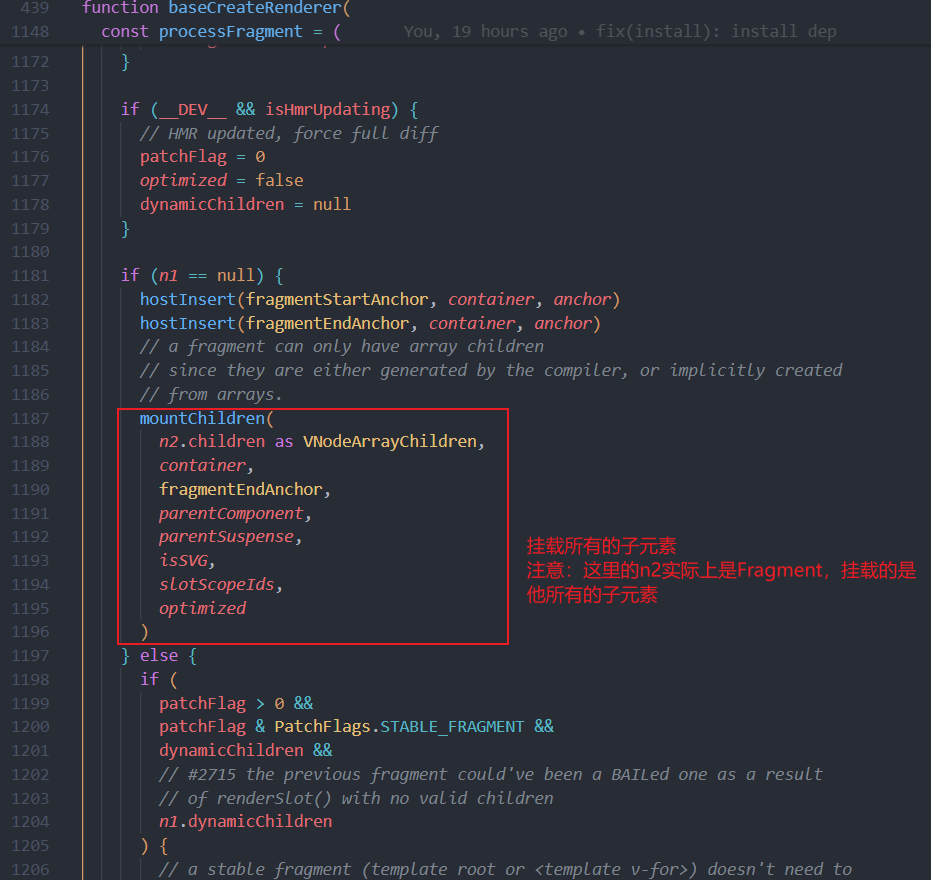 439 function baseCreateRenderer(
1148 const processFragment = ( You, 19 hours ago • fix(install): install dep
1172 }
1173
1174 if (__DEV__ && isHmrUpdating) {
1175 // HMR updated, force full diff
1176 patchFlag = 0
1177 optimized = false
1178 dynamicChildren = null
1179 }
1180
1181 if (n1 == null) {
1182 hostInsert(fragmentStartAnchor, container, anchor)
1183 hostInsert(fragmentEndAnchor, container, anchor)
1184 // a fragment can only have array children
1185 // since they are either generated by the compiler, or implicitly created
1186 // from arrays.
1187 mountChildren(
1188 n2.children as VNodeArrayChildren,
1189 container,
1190 fragmentEndAnchor,
1191 parentComponent,
1192 parentSuspense,
1193 isSVG,
1194 slotScopeIds,
1195 optimized
1196 )
挂载所有的子元素
注意：这里的n2实际上是Fragment，挂载的是
他所有的子元素
1197 } else {
1198 if (
1199 patchFlag > 0 &&
1200 patchFlag & PatchFlags.STABLE_FRAGMENT &&
1201 dynamicChildren &&
1202 // #2715 the previous fragment could've been a BAILed one as a result
1203 // of renderSlot() with no valid children
1204 n1.dynamicChildren
1205 ) {
1206 // a stable fragment (template root or <template v-for>) doesn't need to